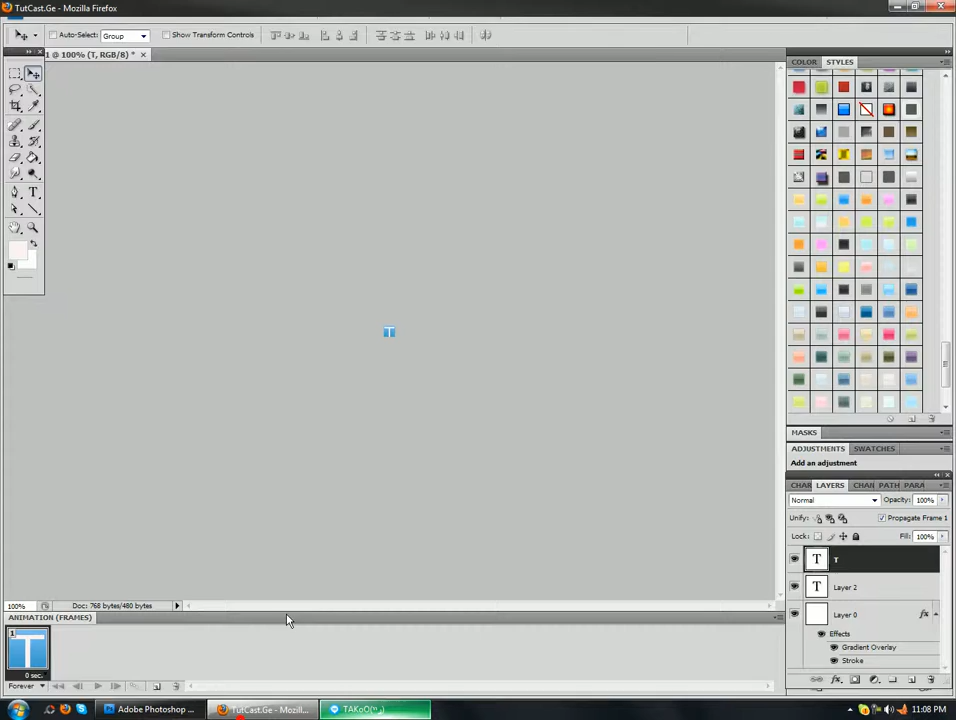 TutCast.Ge - Mozilla Firefox
Auto-Select: Group Show Transform Controls
1 @ 100% (T, RGB/8) *
COLOR STYLES
T
T
MASKS
ADJUSTMENTS SWATCHES
Add an adjustment
CHAR LAYERS CHAN PATH PARA
Normal Opacity: 100%
Unify: Propagate Frame 1
Lock: Fill: 100%
T T
T Layer 2
Layer 0 fx
Effects
Gradient Overlay
Stroke
100% Doc: 768 bytes/480 bytes
ANIMATION (FRAMES)
1
T
0 sec.
Forever
fx
Adobe Photoshop ... TutCast.Ge - Mozill...
11:08 PM